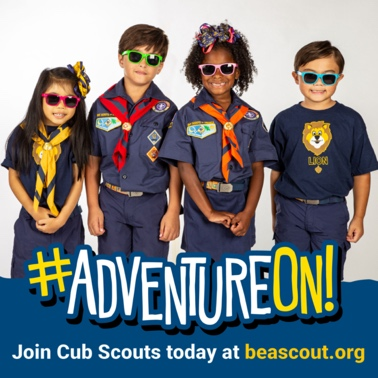 LION
#ADVENTUREON!
Join Cub Scouts today at beascout.org